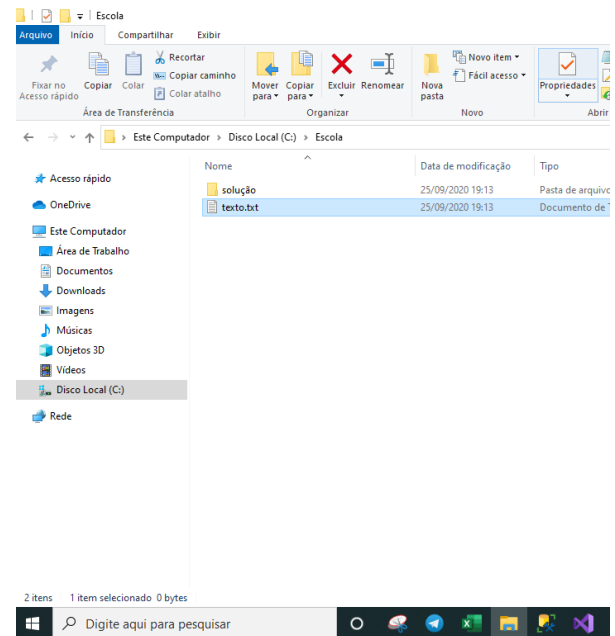 Escola
Arquivo Início Compartilhar Exibir
Fixar no Acesso rápido
Copiar
Colar
Recortar
Copiar caminho
Colar atalho
Mover para
Copiar para
Excluir
Renomear
Nova pasta
Novo item
Fácil acesso
Propriedades
Área de Transferência Organizar Novo Abrir
Este Computador > Disco Local (C:) > Escola
Nome Data de modificação Tipo
solução 25/09/2020 19:13 Pasta de arquivo
texto.txt 25/09/2020 19:13 Documento de T
Acesso rápido
OneDrive
Este Computador
Área de Trabalho
Documentos
Downloads
Imagens
Músicas
Objetos 3D
Vídeos
Disco Local (C:)
Rede
2 itens 1 item selecionado 0 bytes
Digite aqui para pesquisar